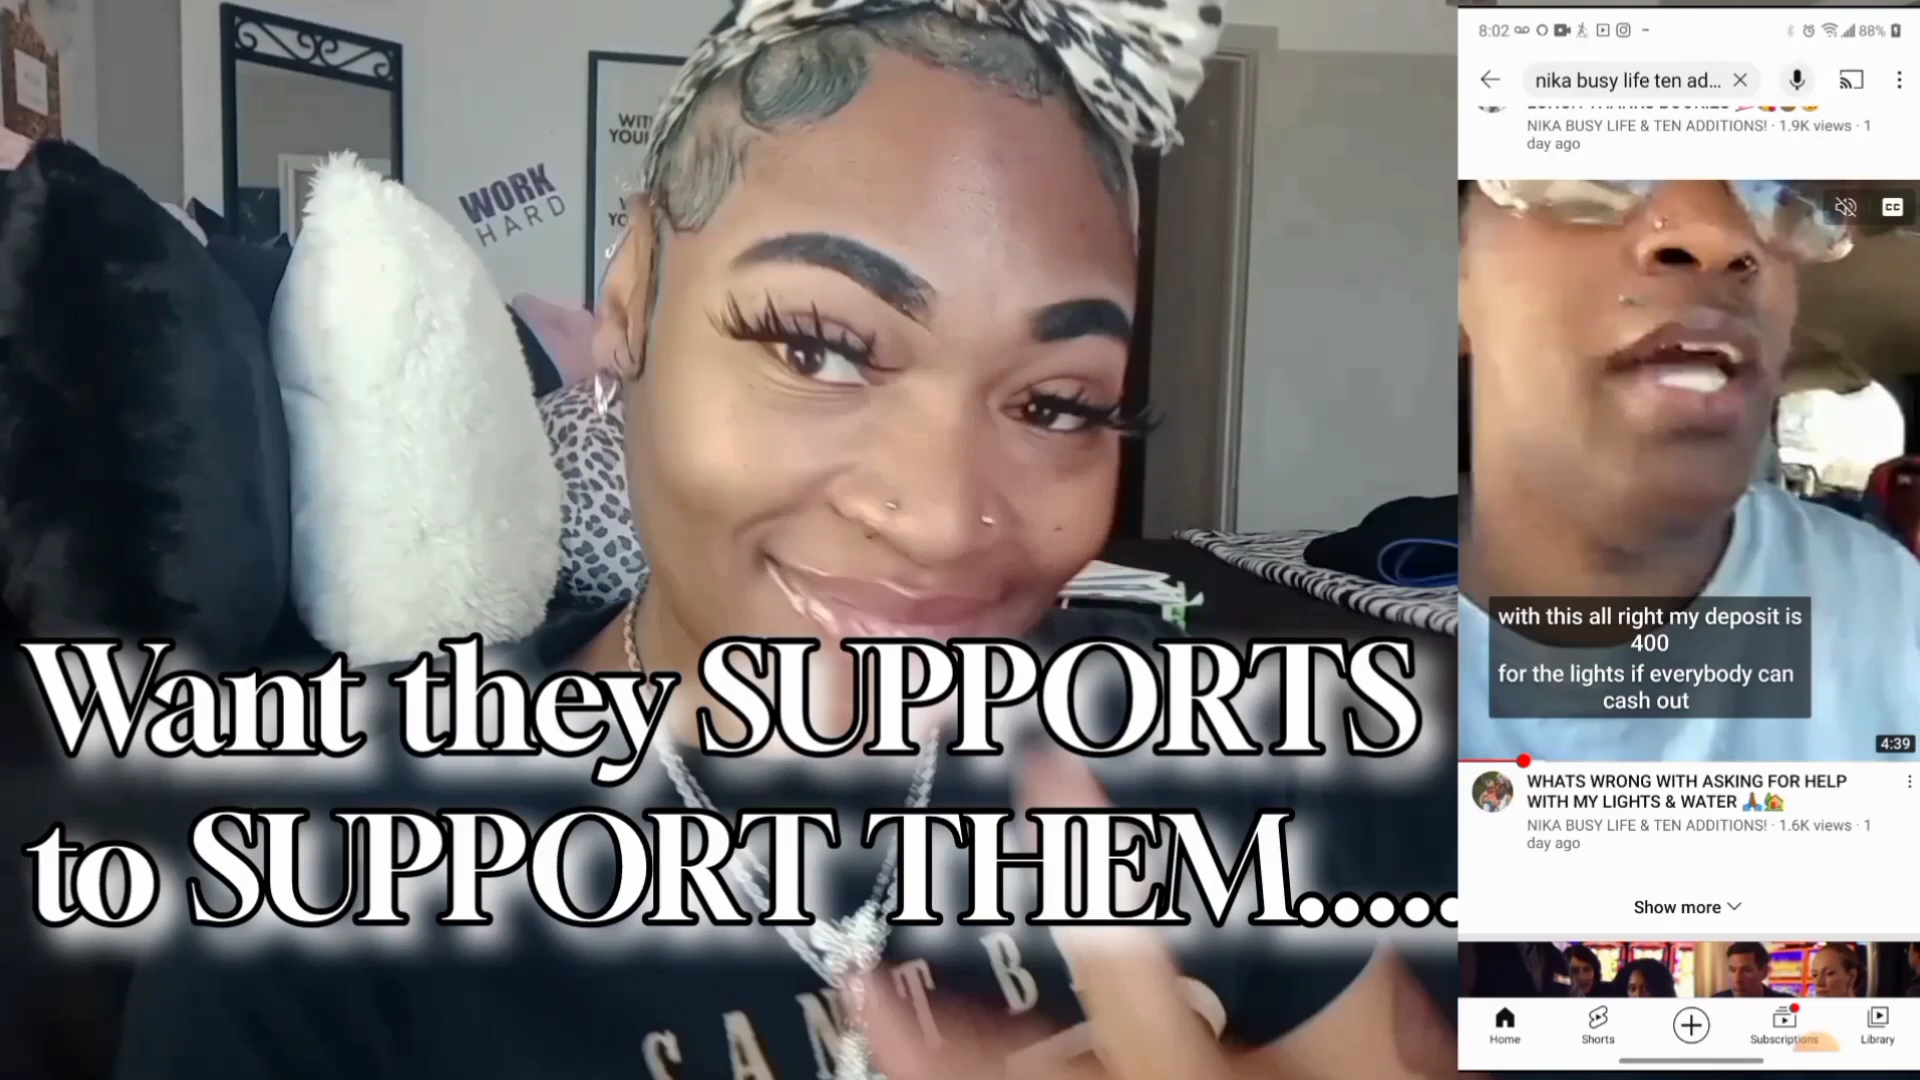 WORK
HARD
WITH
YOUR
Want they SUPPORTS
to SUPPORT THEM.....
8:02
88%
nika busy life ten ad...
NIKA BUSY LIFE & TEN ADDITIONS! · 1.9K views · 1
day ago
CC
with this all right my deposit is
400
for the lights if everybody can
cash out
4:39
WHATS WRONG WITH ASKING FOR HELP
WITH MY LIGHTS & WATER 🙏🏾🏡
NIKA BUSY LIFE & TEN ADDITIONS! · 1.6K views · 1
day ago
Show more
Home
Shorts
Subscriptions
Library